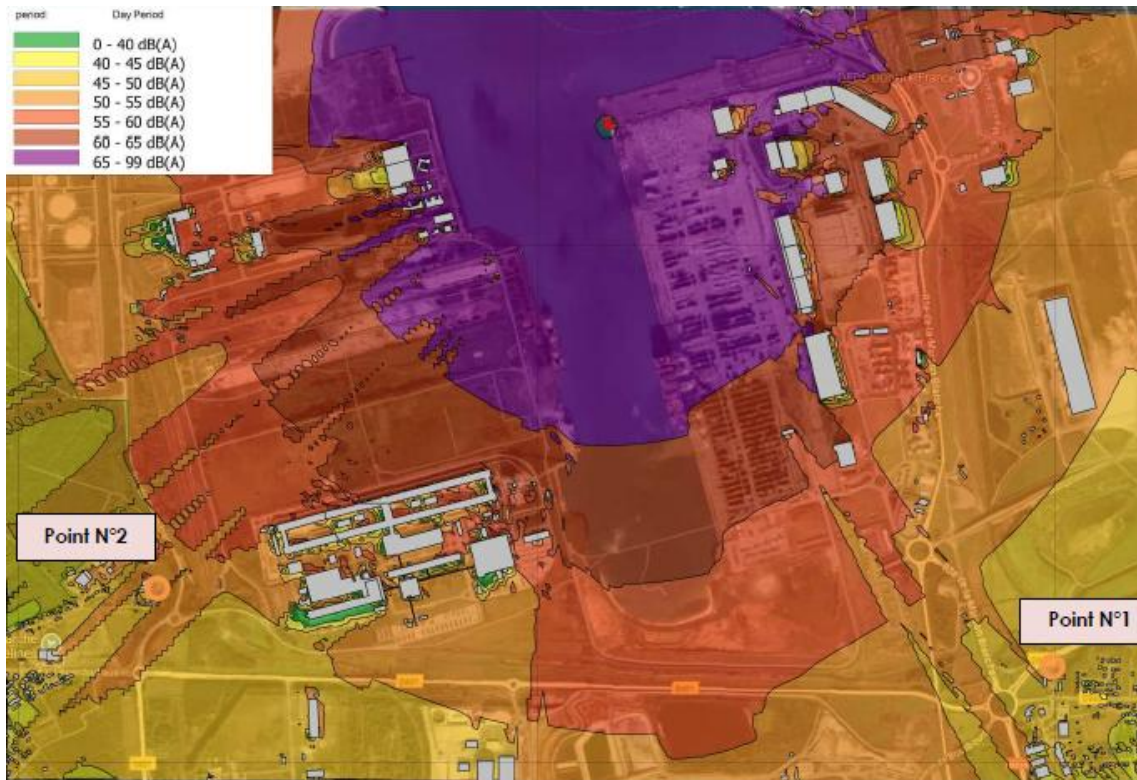 period Day Period
0 - 40 dB(A)
40 - 45 dB(A)
45 - 50 dB(A)
50 - 55 dB(A)
55 - 60 dB(A)
60 - 65 dB(A)
65 - 99 dB(A)
Point N°2
Point N°1